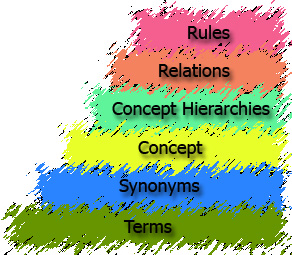 Rules
Relations
Concept Hierarchies
Concept
Synonyms
Terms